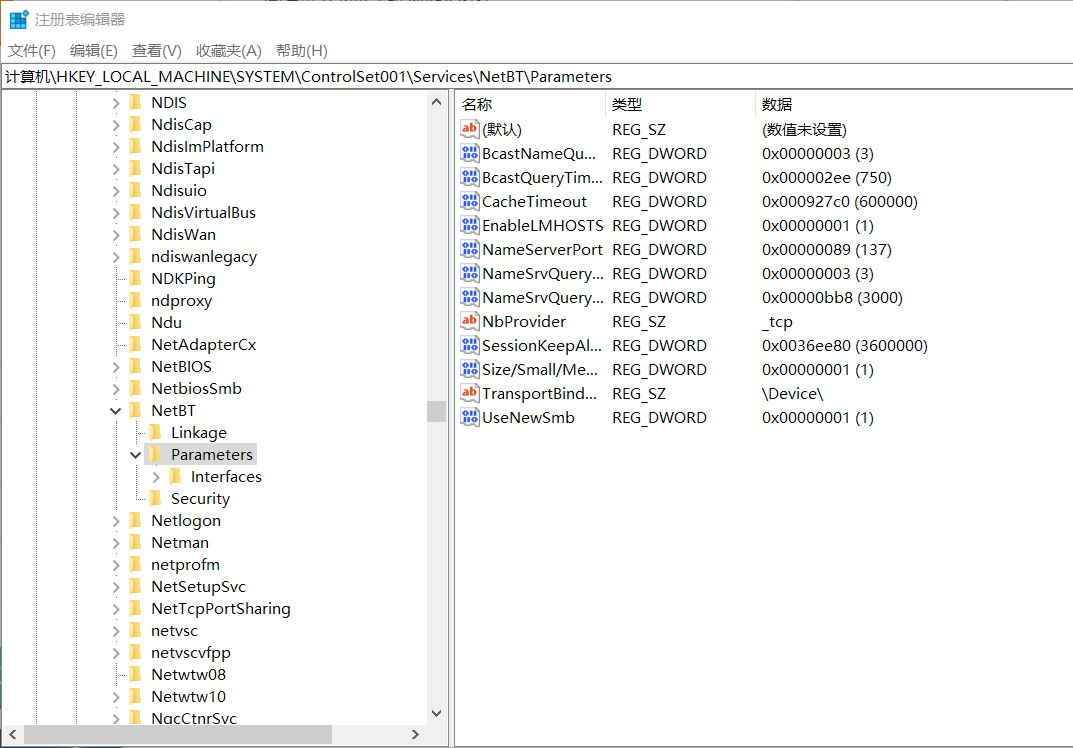 注册表编辑器
文件(F) 编辑(E) 查看(V) 收藏夹(A) 帮助(H)
计算机\HKEY_LOCAL_MACHINE\SYSTEM\ControlSet001\Services\NetBT\Parameters
NDIS
NdisCap
NdisImPlatform
NdisTapi
Ndisuio
NdisVirtualBus
NdisWan
ndiswanlegacy
NDKPing
ndproxy
Ndu
NetAdapterCx
NetBIOS
NetbiosSmb
NetBT
Linkage
Parameters
Interfaces
Security
Netlogon
Netman
netprofm
NetSetupSvc
NetTcpPortSharing
netvsc
netvscvfpp
Netwtw08
Netwtw10
NgcCtnrSvc
名称 类型 数据
(默认) REG_SZ (数值未设置)
BcastNameQu... REG_DWORD 0x00000003 (3)
BcastQueryTim... REG_DWORD 0x000002ee (750)
CacheTimeout REG_DWORD 0x000927c0 (600000)
EnableLMHOSTS REG_DWORD 0x00000001 (1)
NameServerPort REG_DWORD 0x00000089 (137)
NameSrvQuery... REG_DWORD 0x00000003 (3)
NameSrvQuery... REG_DWORD 0x00000bb8 (3000)
NbProvider REG_SZ _tcp
SessionKeepAl... REG_DWORD 0x0036ee80 (3600000)
Size/Small/Me... REG_DWORD 0x00000001 (1)
TransportBind... REG_SZ \Device\
UseNewSmb REG_DWORD 0x00000001 (1)